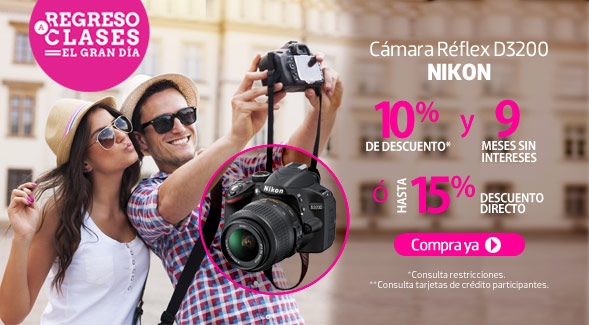 REGRESO
A CLASES
=EL GRAN DÍA
Cámara Réflex D3200
NIKON
10% y 9
DE DESCUENTO* MESES SIN
INTERESES
Ó HASTA 15% DESCUENTO
DIRECTO
Compra ya
*Consulta restricciones.
**Consulta tarjetas de crédito participantes.
Nikon
D3200